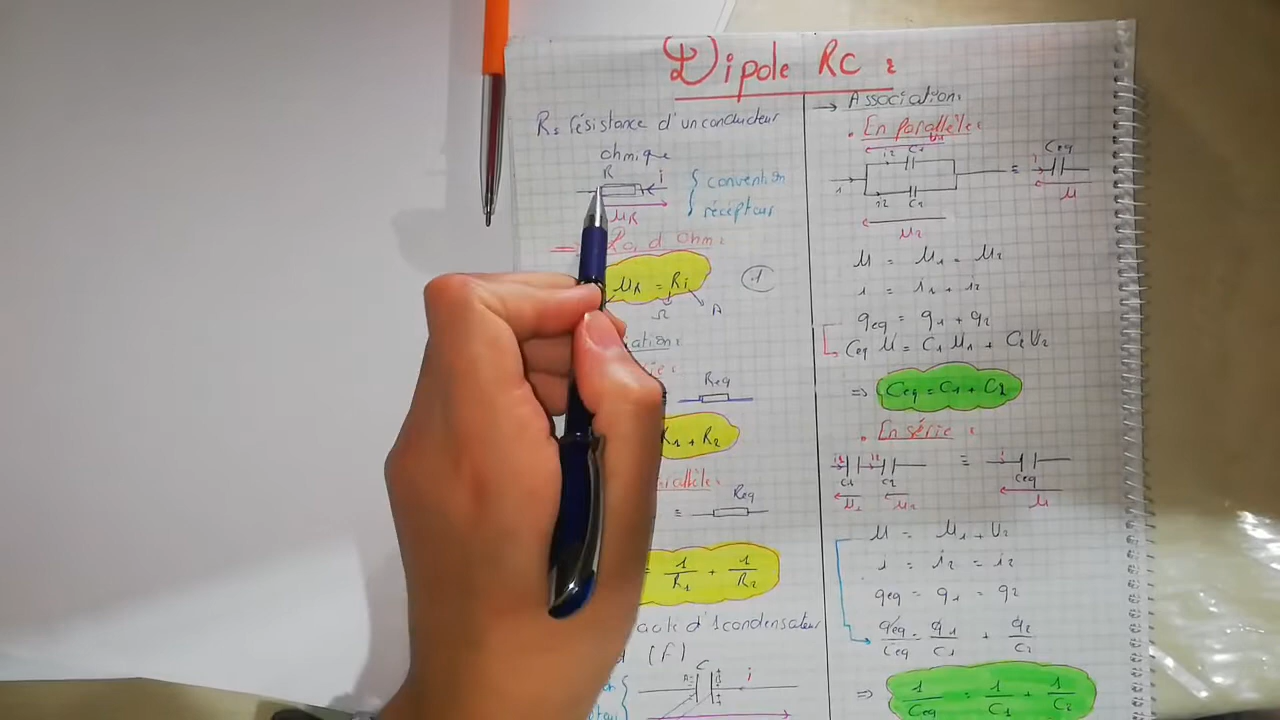 Dipole RC :
R: résistance d'un conducteur
ohmique
R
i
convention
récepteur
uR
Loi d'Ohm:
uR = Ri
1
Ω
A
Req
R1 + R2
≡
Req
= 1/R1 + 1/R2
1 condensateur
(F)
C
i
→ Association:
. En parallèle:
u1
i1 C1
i
i2 C2
u2
≡
Ceq
i
u
u = u1 = u2
i = i1 + i2
qeq = q1 + q2
Ceq u = C1 u1 + C2 U2
⇒ Ceq = C1 + C2
. En série :
C1
C2
u1
u2
≡
i
Ceq
u
u = u1 + U2
i = i2 = i2
qeq = q1 = q2
qeq/Ceq = q1/C1 + q2/C2
⇒ 1/Ceq = 1/C1 + 1/C2